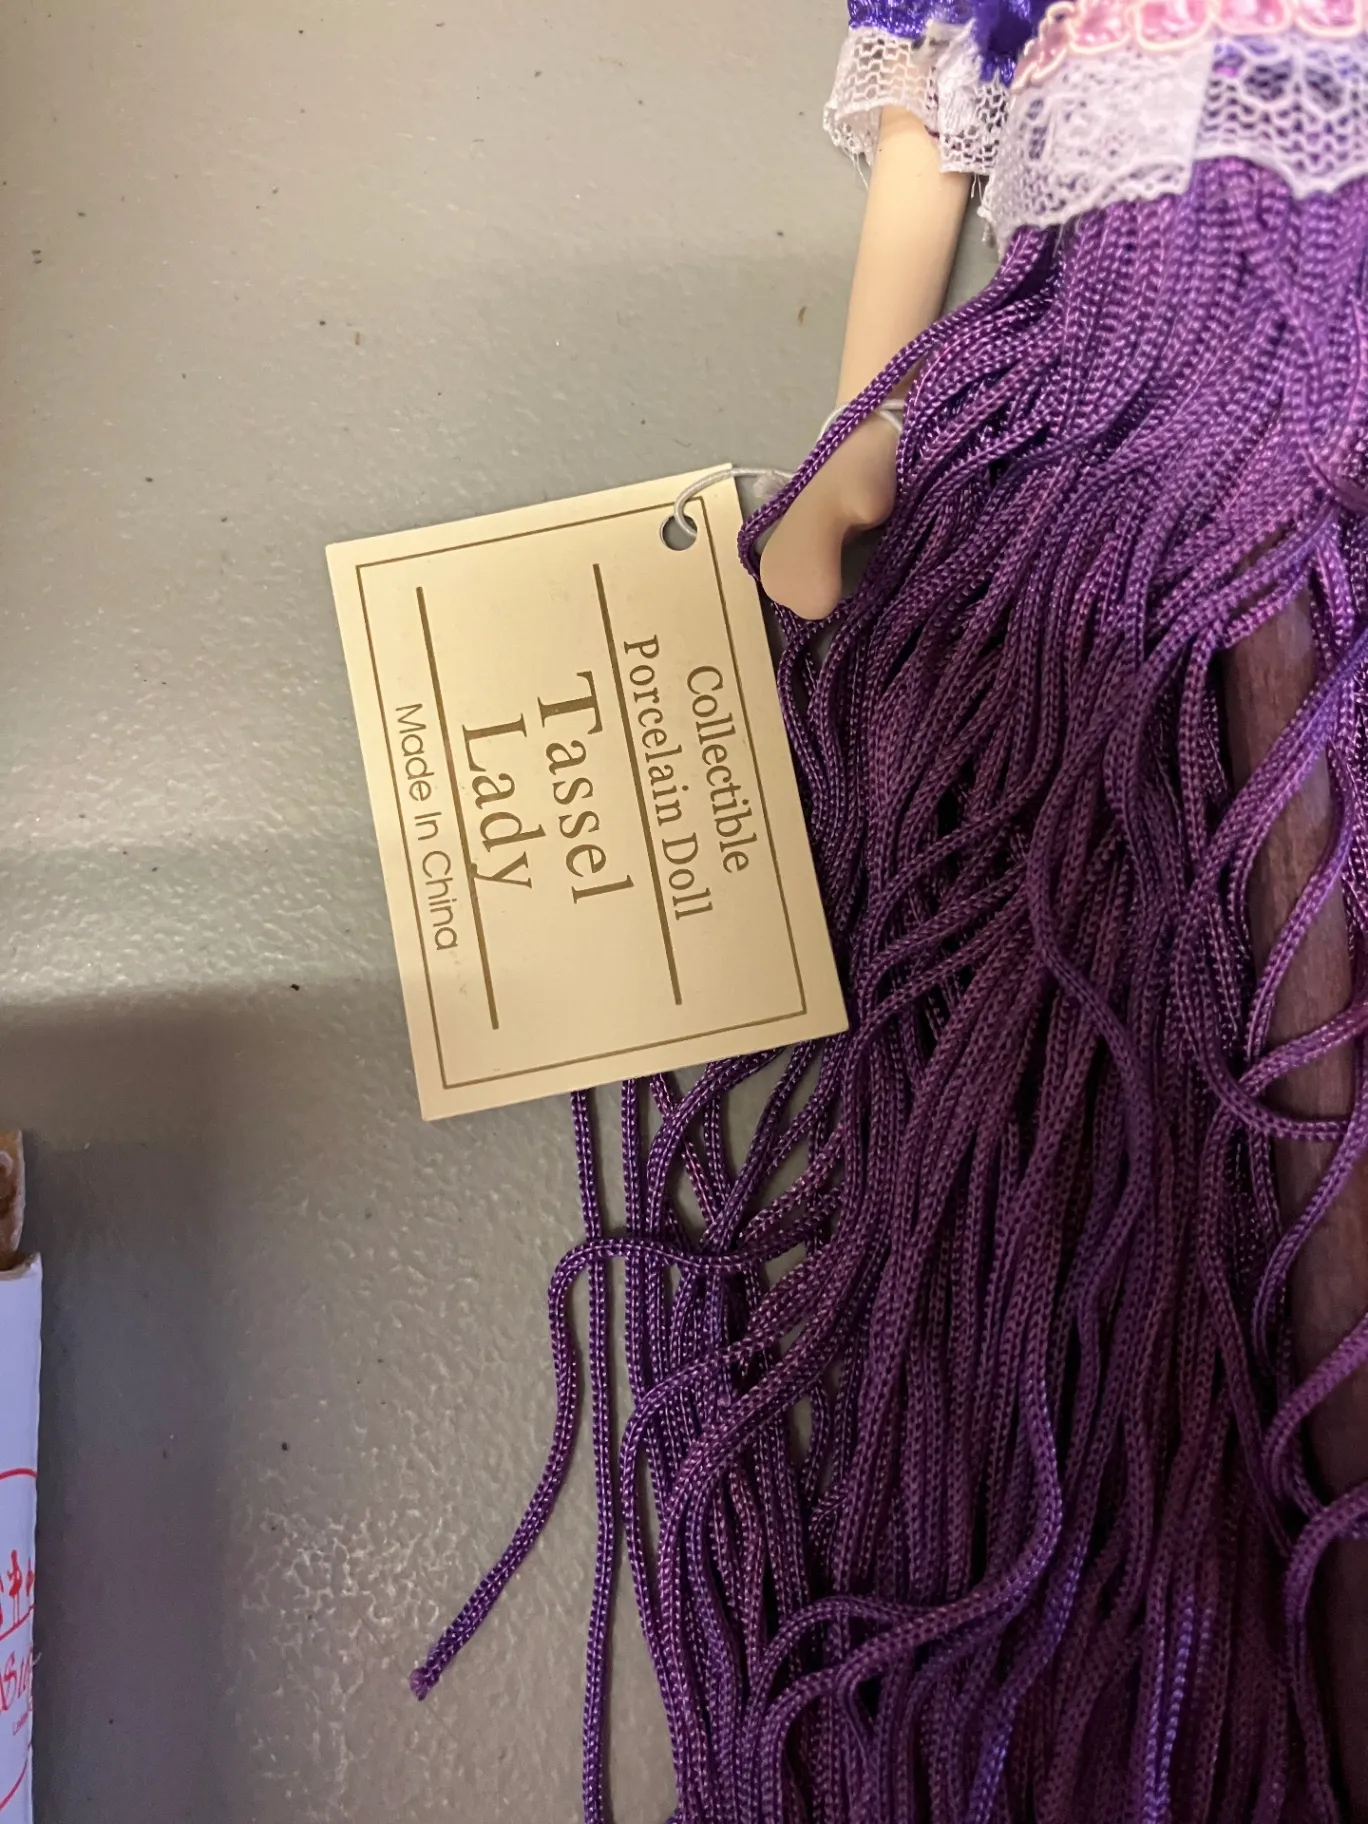 Collectible
Porcelain Doll
Tassel
Lady
Made In China